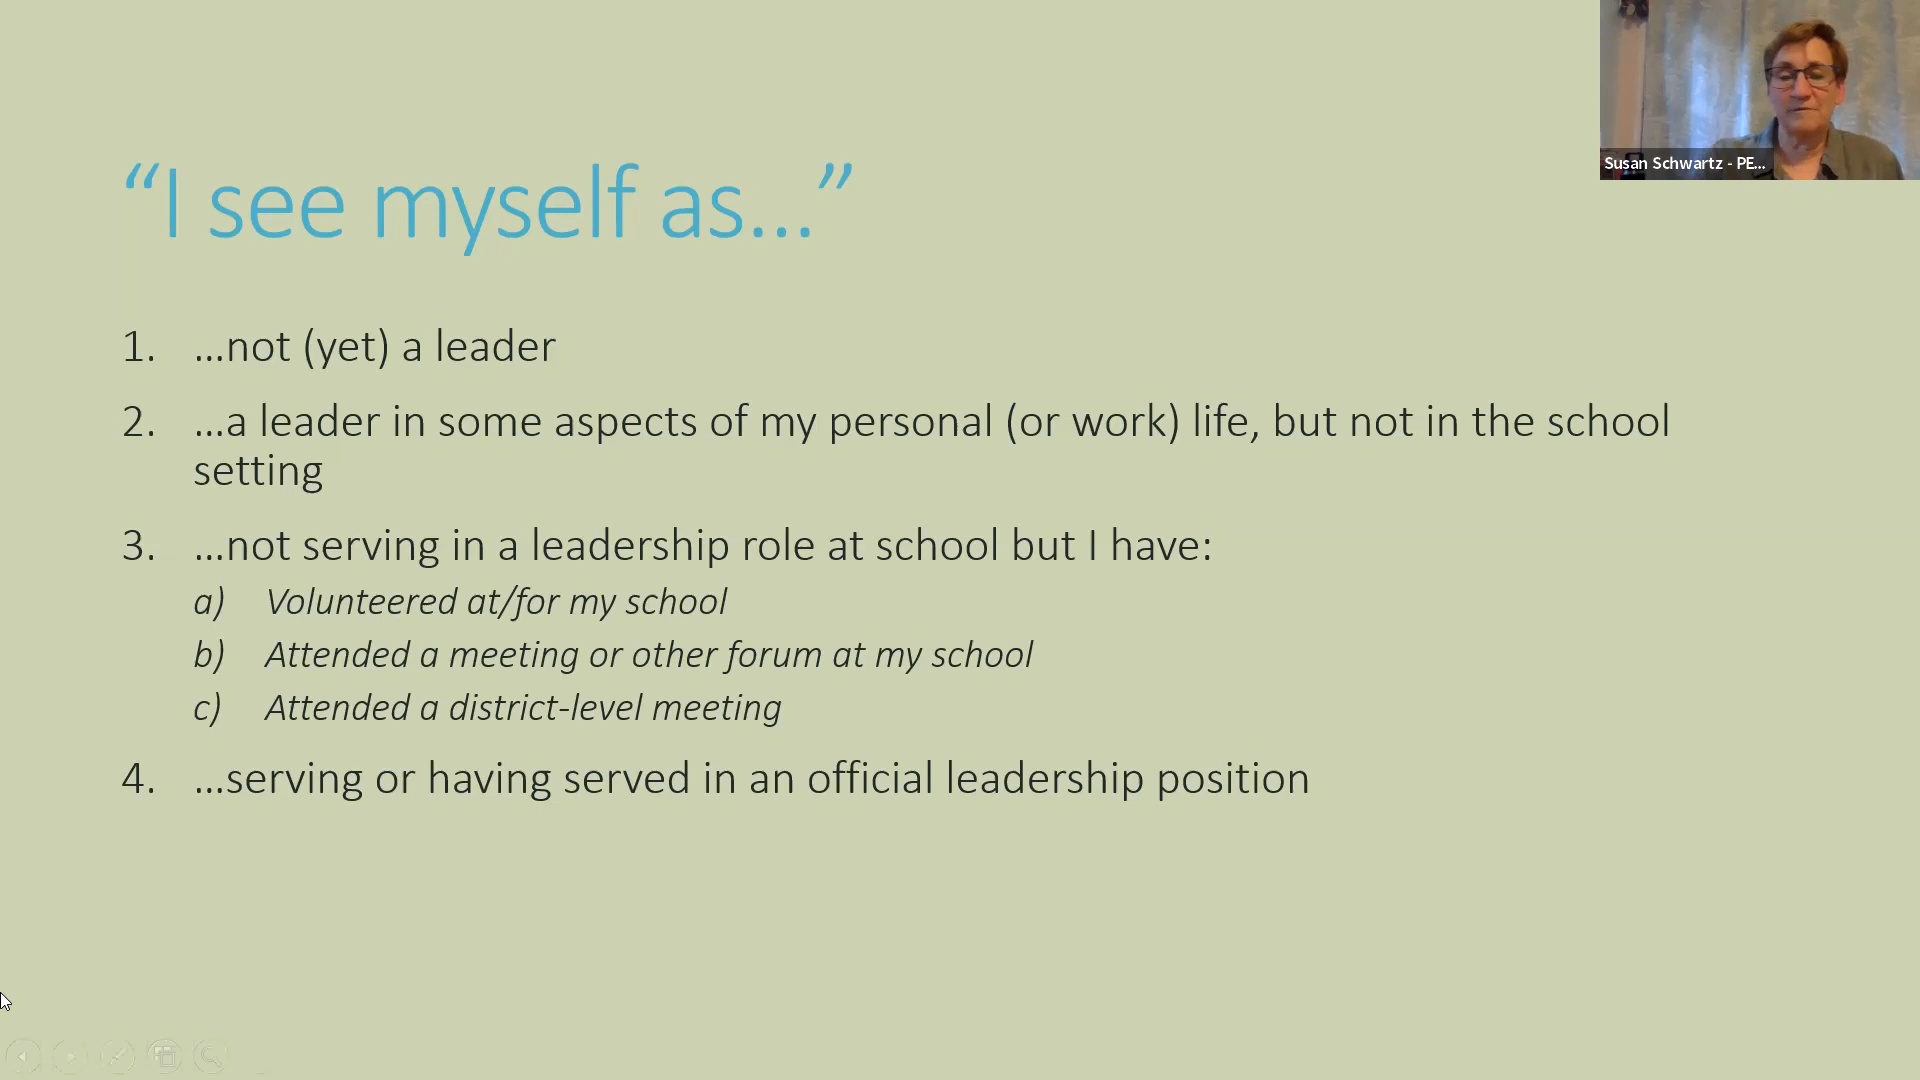 “I see myself as...”
1. ...not (yet) a leader
2. ...a leader in some aspects of my personal (or work) life, but not in the school
setting
3. ...not serving in a leadership role at school but I have:
a) Volunteered at/for my school
b) Attended a meeting or other forum at my school
c) Attended a district-level meeting
4. ...serving or having served in an official leadership position
Susan Schwartz - PE...